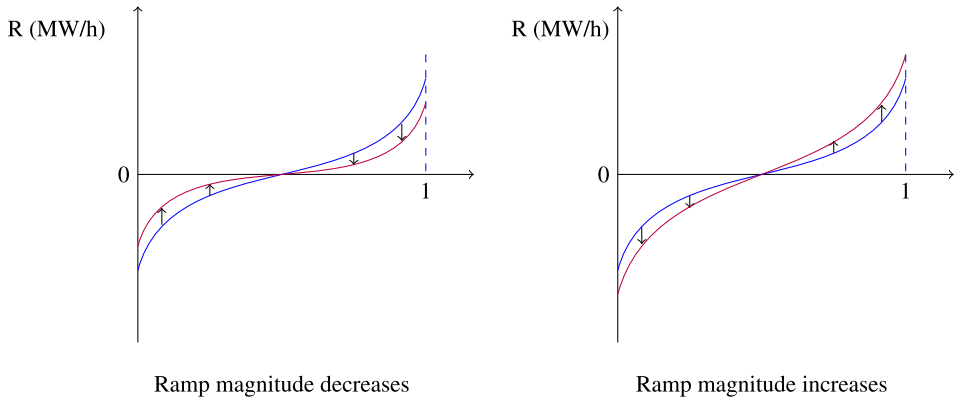 R (MW/h)
R (MW/h)
0
1
0
1
Ramp magnitude decreases
Ramp magnitude increases